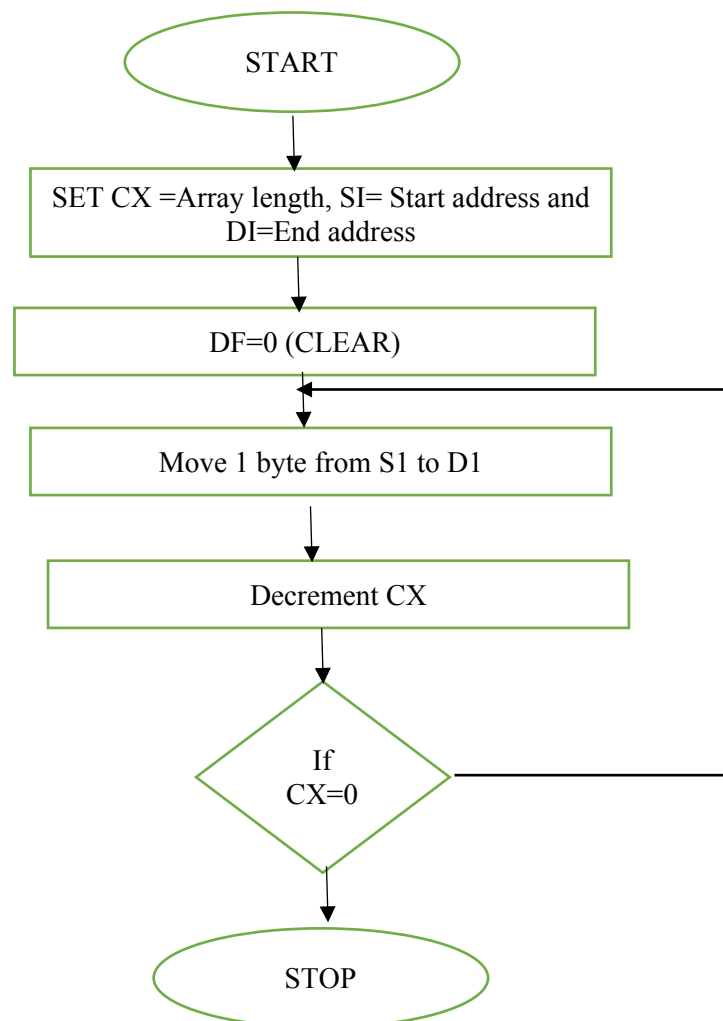 START
SET CX =Array length, SI= Start address and
DI=End address
DF=0 (CLEAR)
Move 1 byte from S1 to D1
Decrement CX
If
CX=0
STOP